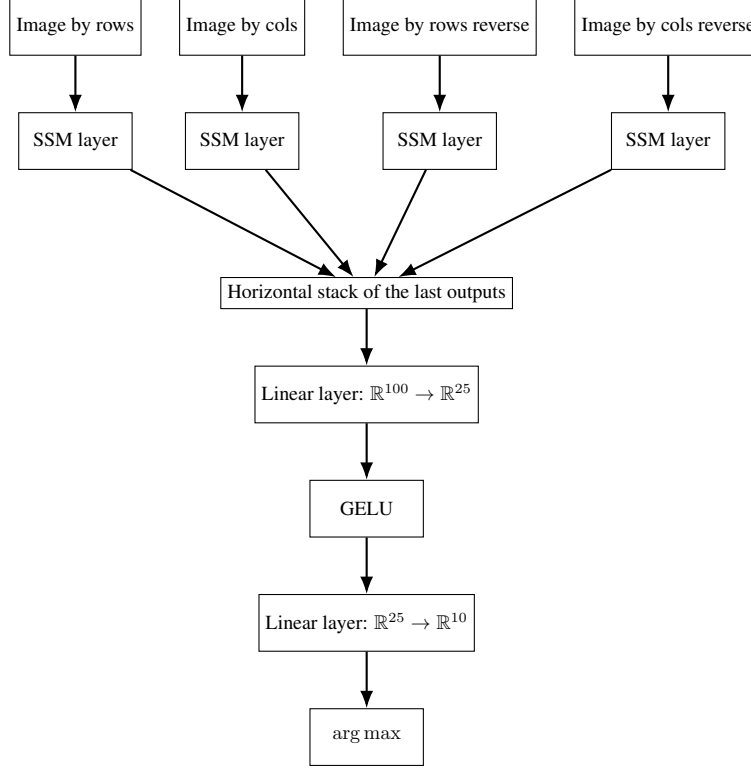 Image by rows
Image by cols
Image by rows reverse
Image by cols reverse
SSM layer
SSM layer
SSM layer
SSM layer
Horizontal stack of the last outputs
Linear layer: ℝ¹⁰⁰ → ℝ²⁵
GELU
Linear layer: ℝ²⁵ → ℝ¹⁰
arg max